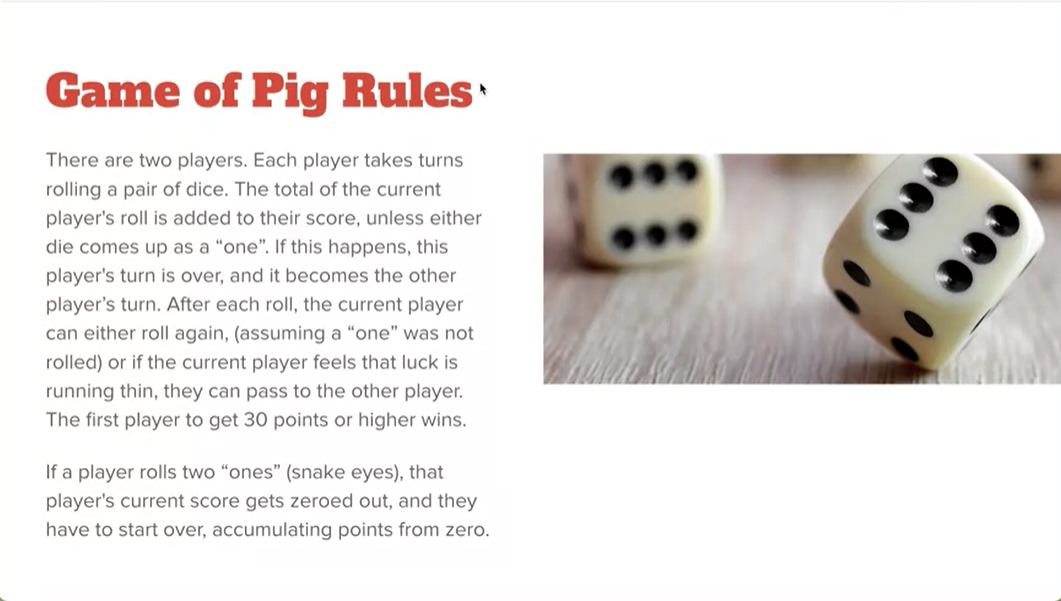 Game of Pig Rules
There are two players. Each player takes turns
rolling a pair of dice. The total of the current
player's roll is added to their score, unless either
die comes up as a “one”. If this happens, this
player's turn is over, and it becomes the other
player’s turn. After each roll, the current player
can either roll again, (assuming a “one” was not
rolled) or if the current player feels that luck is
running thin, they can pass to the other player.
The first player to get 30 points or higher wins.
If a player rolls two “ones” (snake eyes), that
player's current score gets zeroed out, and they
have to start over, accumulating points from zero.